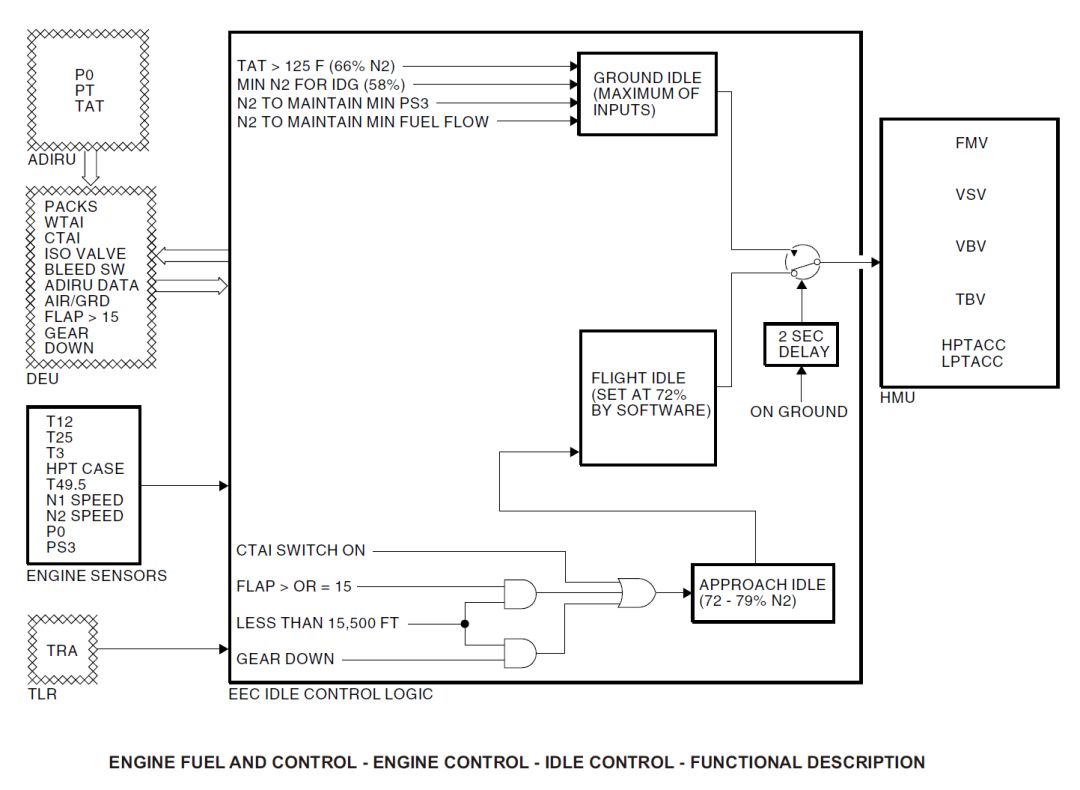 P0
PT
TAT
ADIRU
PACKS
WTAI
CTAI
ISO VALVE
BLEED SW
ADIRU DATA
AIR/GRD
FLAP > 15
GEAR
DOWN
DEU
T12
T25
T3
HPT CASE
T49.5
N1 SPEED
N2 SPEED
P0
PS3
ENGINE SENSORS
TRA
TLR
TAT > 125 F (66% N2)
MIN N2 FOR IDG (58%)
N2 TO MAINTAIN MIN PS3
N2 TO MAINTAIN MIN FUEL FLOW
GROUND IDLE
(MAXIMUM OF
INPUTS)
FLIGHT IDLE
(SET AT 72%
BY SOFTWARE)
2 SEC
DELAY
ON GROUND
CTAI SWITCH ON
FLAP > OR = 15
LESS THAN 15,500 FT
GEAR DOWN
APPROACH IDLE
(72 - 79% N2)
EEC IDLE CONTROL LOGIC
FMV
VSV
VBV
TBV
HPTACC
LPTACC
HMU
ENGINE FUEL AND CONTROL - ENGINE CONTROL - IDLE CONTROL - FUNCTIONAL DESCRIPTION